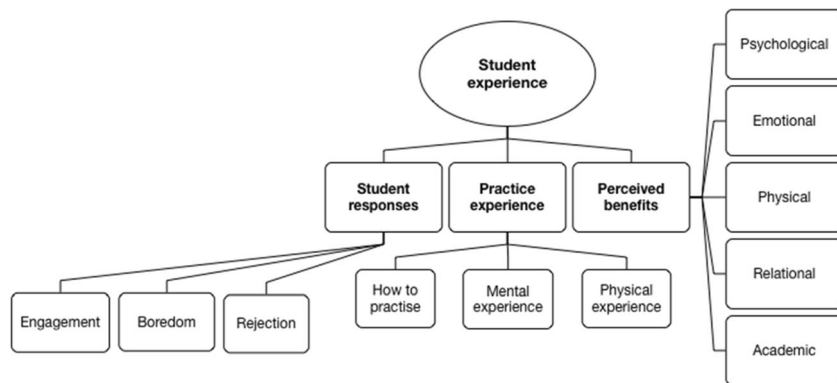 Student
experience
Student
responses
Practice
experience
Perceived
benefits
Psychological
Emotional
Physical
Relational
Academic
Engagement
Boredom
Rejection
How to
practise
Mental
experience
Physical
experience